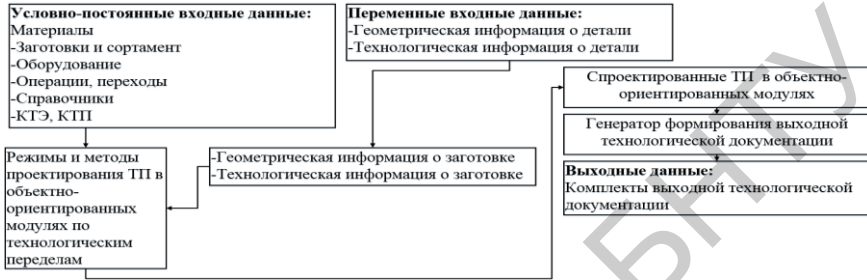 Условно-постоянные входные данные:
Материалы
-Заготовки и сортамент
-Оборудование
-Операции, переходы
-Справочники
-КТЭ, КТП
Переменные входные данные:
-Геометрическая информация о детали
-Технологическая информация о детали
Режимы и методы
проектирования ТП в
объектно-
ориентированных
модулях по
технологическим
переделам
-Геометрическая информация о заготовке
-Технологическая информация о заготовке
Спроектированные ТП в объектно-
ориентированных модулях
Генератор формирования выходной
технологической документации
Выходные данные:
Комплекты выходной технологической
документации
БНТУ